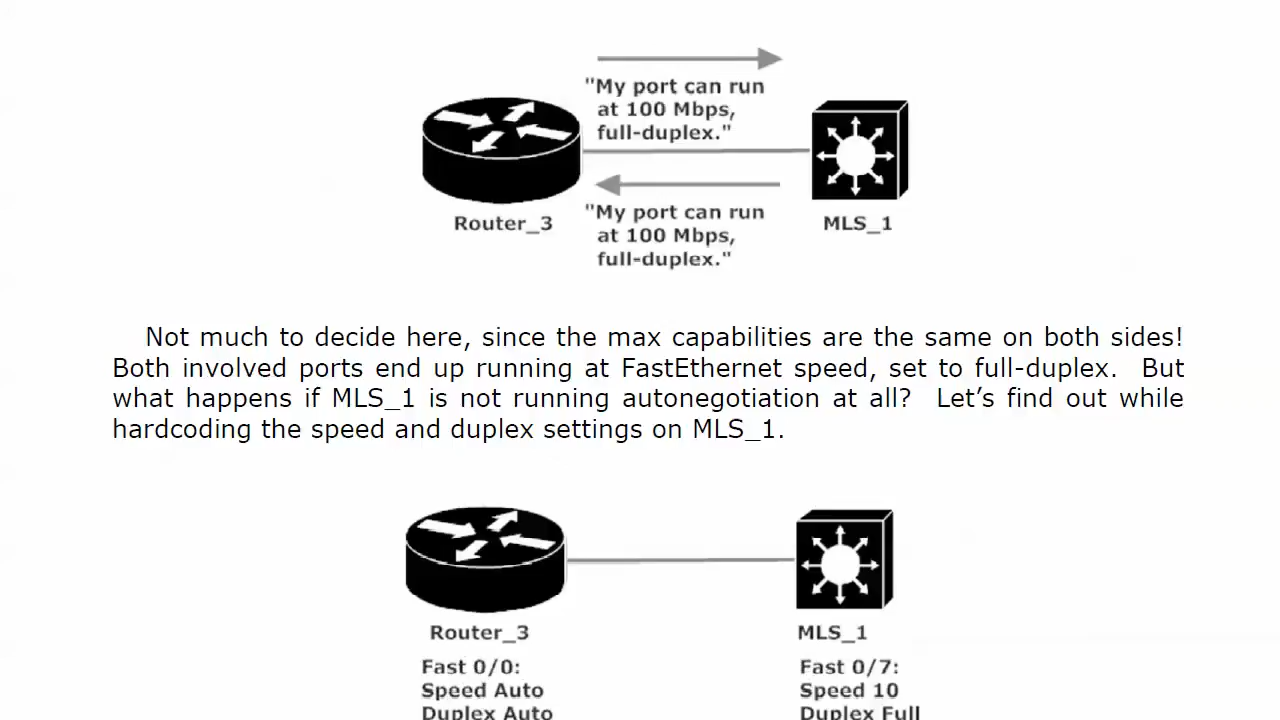 "My port can run
at 100 Mbps,
full-duplex."
Router_3
MLS_1
"My port can run
at 100 Mbps,
full-duplex."
Not much to decide here, since the max capabilities are the same on both sides!
Both involved ports end up running at FastEthernet speed, set to full-duplex. But
what happens if MLS_1 is not running autonegotiation at all? Let's find out while
hardcoding the speed and duplex settings on MLS_1.
Router_3
MLS_1
Fast 0/0:
Speed Auto
Duplex Auto
Fast 0/7:
Speed 10
Duplex Full